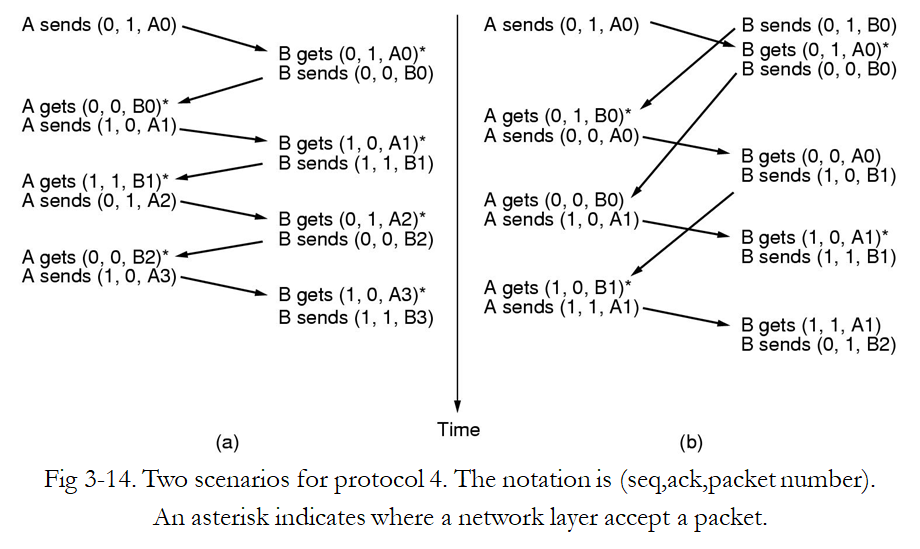 A sends (0, 1, A0)
B gets (0, 1, A0)*
B sends (0, 0, B0)
A gets (0, 0, B0)*
A sends (1, 0, A1)
B gets (1, 0, A1)*
B sends (1, 1, B1)
A gets (1, 1, B1)*
A sends (0, 1, A2)
B gets (0, 1, A2)*
B sends (0, 0, B2)
A gets (0, 0, B2)*
A sends (1, 0, A3)
B gets (1, 0, A3)*
B sends (1, 1, B3)
(a)
Time
A sends (0, 1, A0)
B sends (0, 1, B0)
B gets (0, 1, A0)*
B sends (0, 0, B0)
A gets (0, 1, B0)*
A sends (0, 0, A0)
B gets (0, 0, A0)
B sends (1, 0, B1)
A gets (0, 0, B0)
A sends (1, 0, A1)
B gets (1, 0, A1)*
B sends (1, 1, B1)
A gets (1, 0, B1)*
A sends (1, 1, A1)
B gets (1, 1, A1)
B sends (0, 1, B2)
(b)
Fig 3-14. Two scenarios for protocol 4. The notation is (seq,ack,packet number).
An asterisk indicates where a network layer accept a packet.